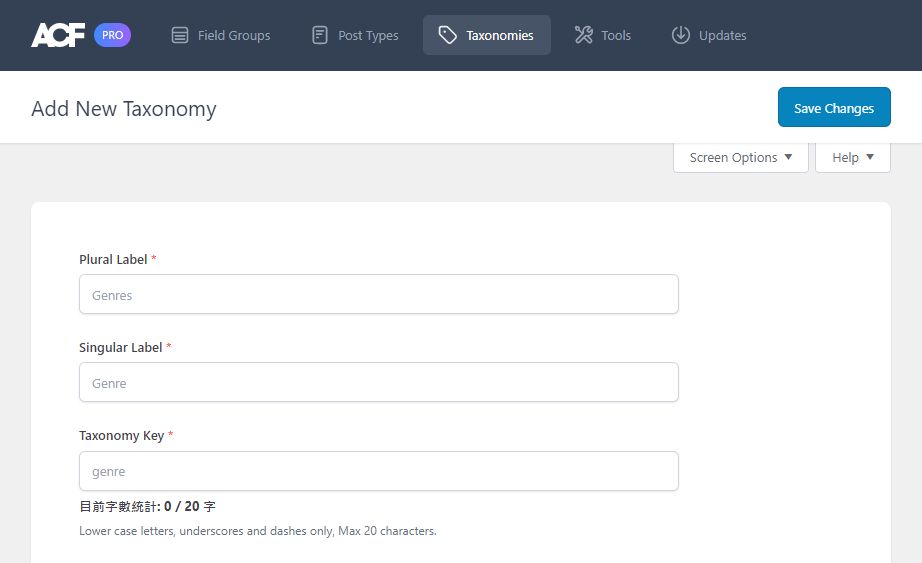 ACF PRO Field Groups Post Types Taxonomies Tools Updates
Add New Taxonomy Save Changes
Screen Options Help
Plural Label *
Genres
Singular Label *
Genre
Taxonomy Key *
genre
目前字數統計: 0 / 20 字
Lower case letters, underscores and dashes only, Max 20 characters.